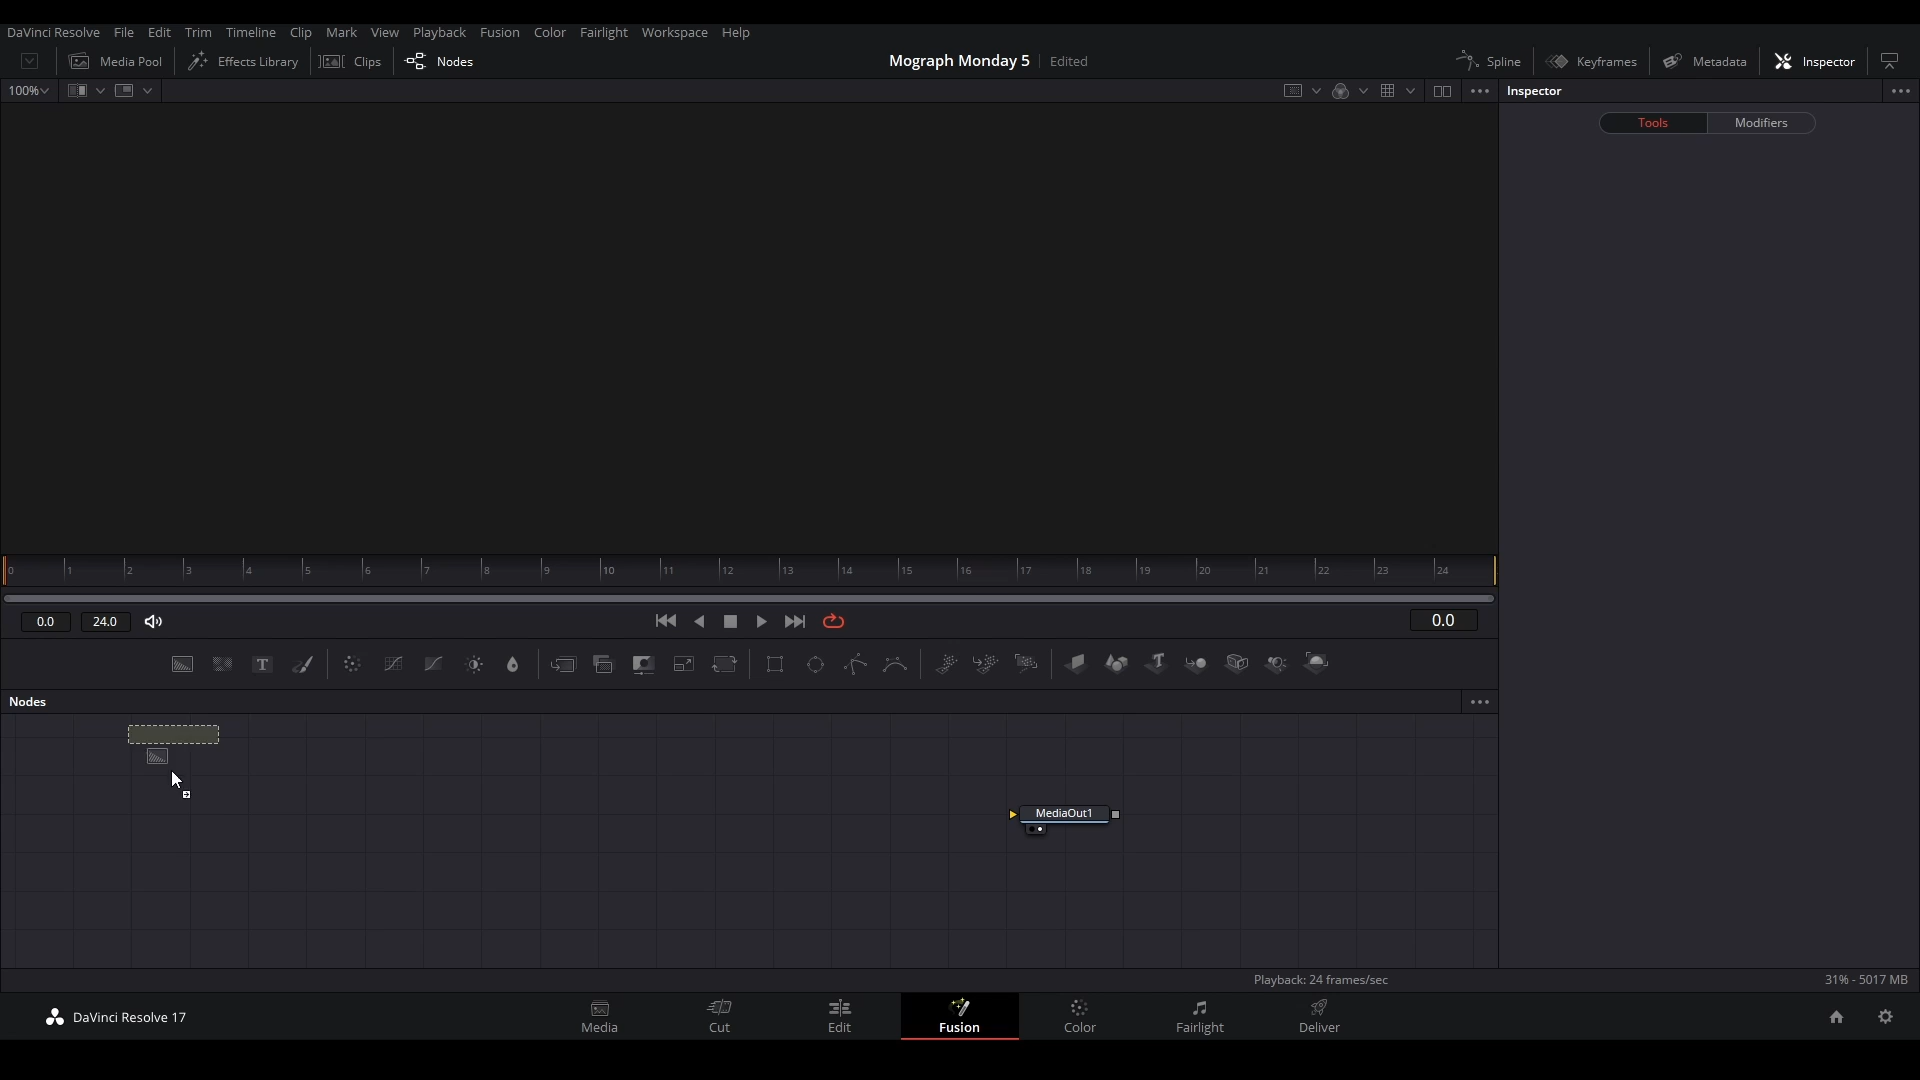 DaVinci Resolve File Edit Trim Timeline Clip Mark View Playback Fusion Color Fairlight Workspace Help
Media Pool Effects Library Clips Nodes Mograph Monday 5 Edited Spline Keyframes Metadata Inspector
100% Inspector
Tools Modifiers
0 1 2 3 4 5 6 7 8 9 10 11 12 13 14 15 16 17 18 19 20 21 22 23 24
0.0 24.0 0.0
T T
Nodes
MediaOut1
Playback: 24 frames/sec 31% - 5017 MB
DaVinci Resolve 17 Media Cut Edit Fusion Color Fairlight Deliver